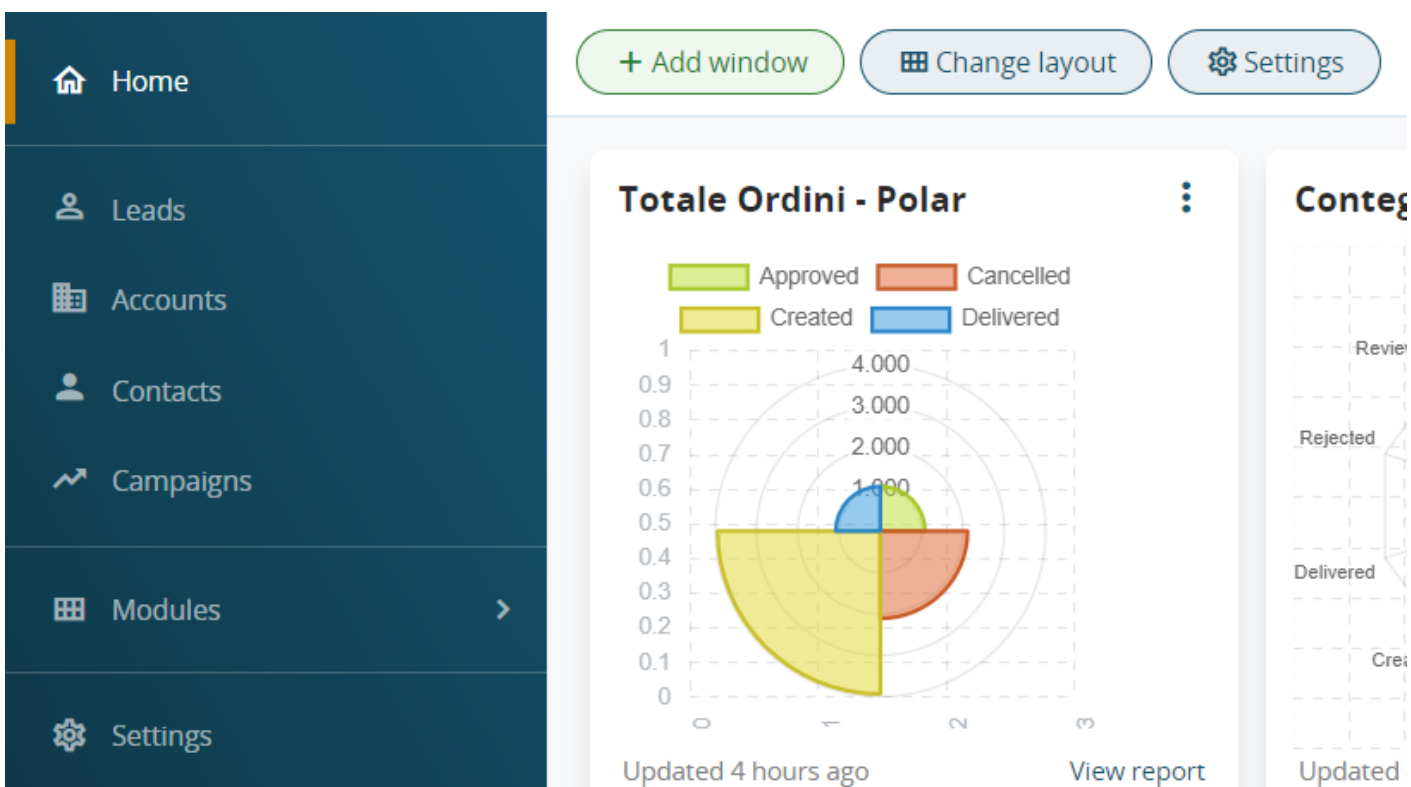 Home
Leads
Accounts
Contacts
Campaigns
Modules
Settings
+ Add window
Change layout
Settings
Totale Ordini - Polar
Approved
Cancelled
Created
Delivered
1
0.9
0.8
0.7
0.6
0.5
0.4
0.3
0.2
0.1
0
4.000
3.000
2.000
1.000
0
1
2
3
Updated 4 hours ago
View report
Conteg
Review
Rejected
Delivered
Crea
Updated